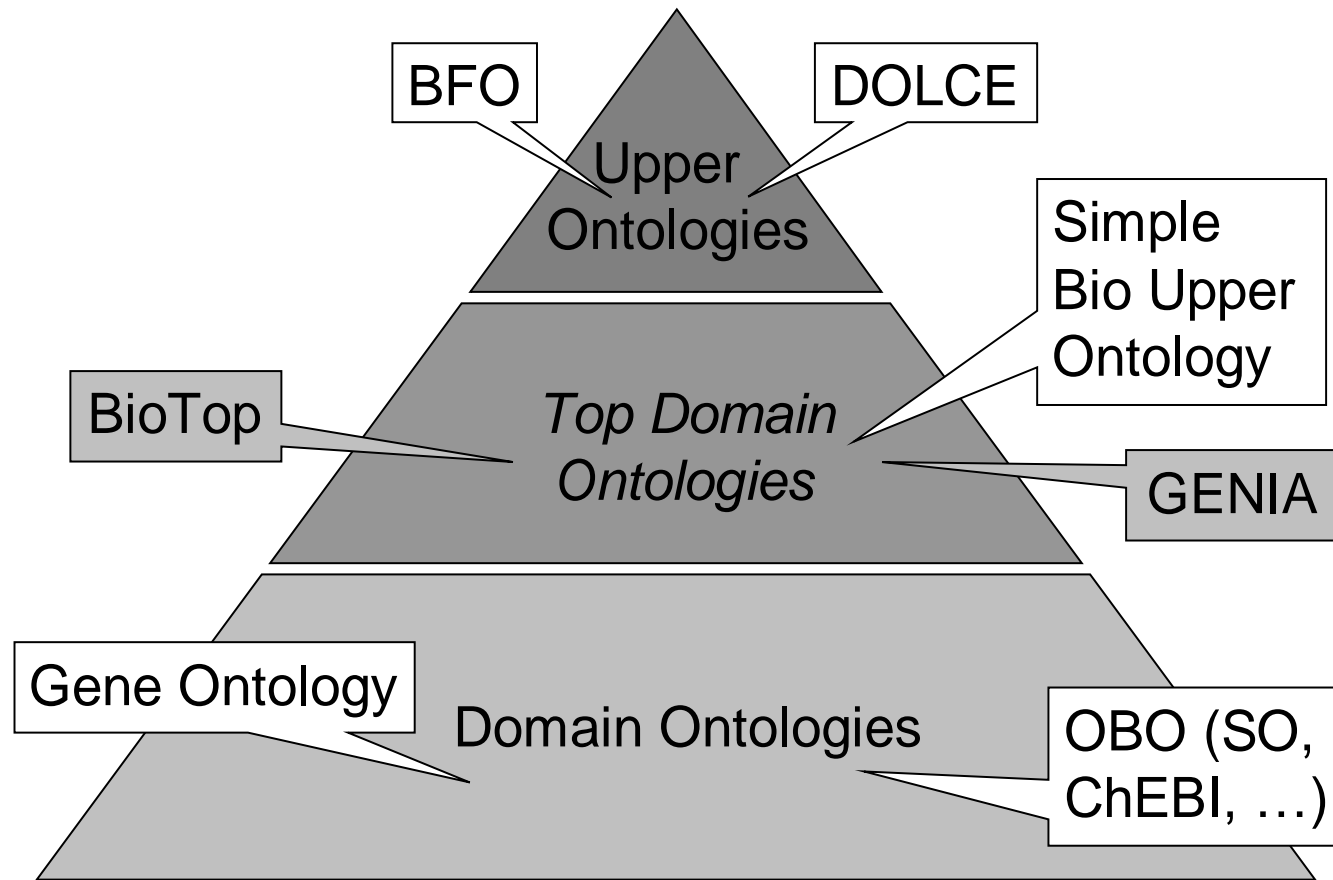 BFO
DOLCE
Upper
Ontologies
Simple
Bio Upper
Ontology
BioTop
Top Domain
Ontologies
GENIA
Gene Ontology
Domain Ontologies
OBO (SO,
ChEBI, …)